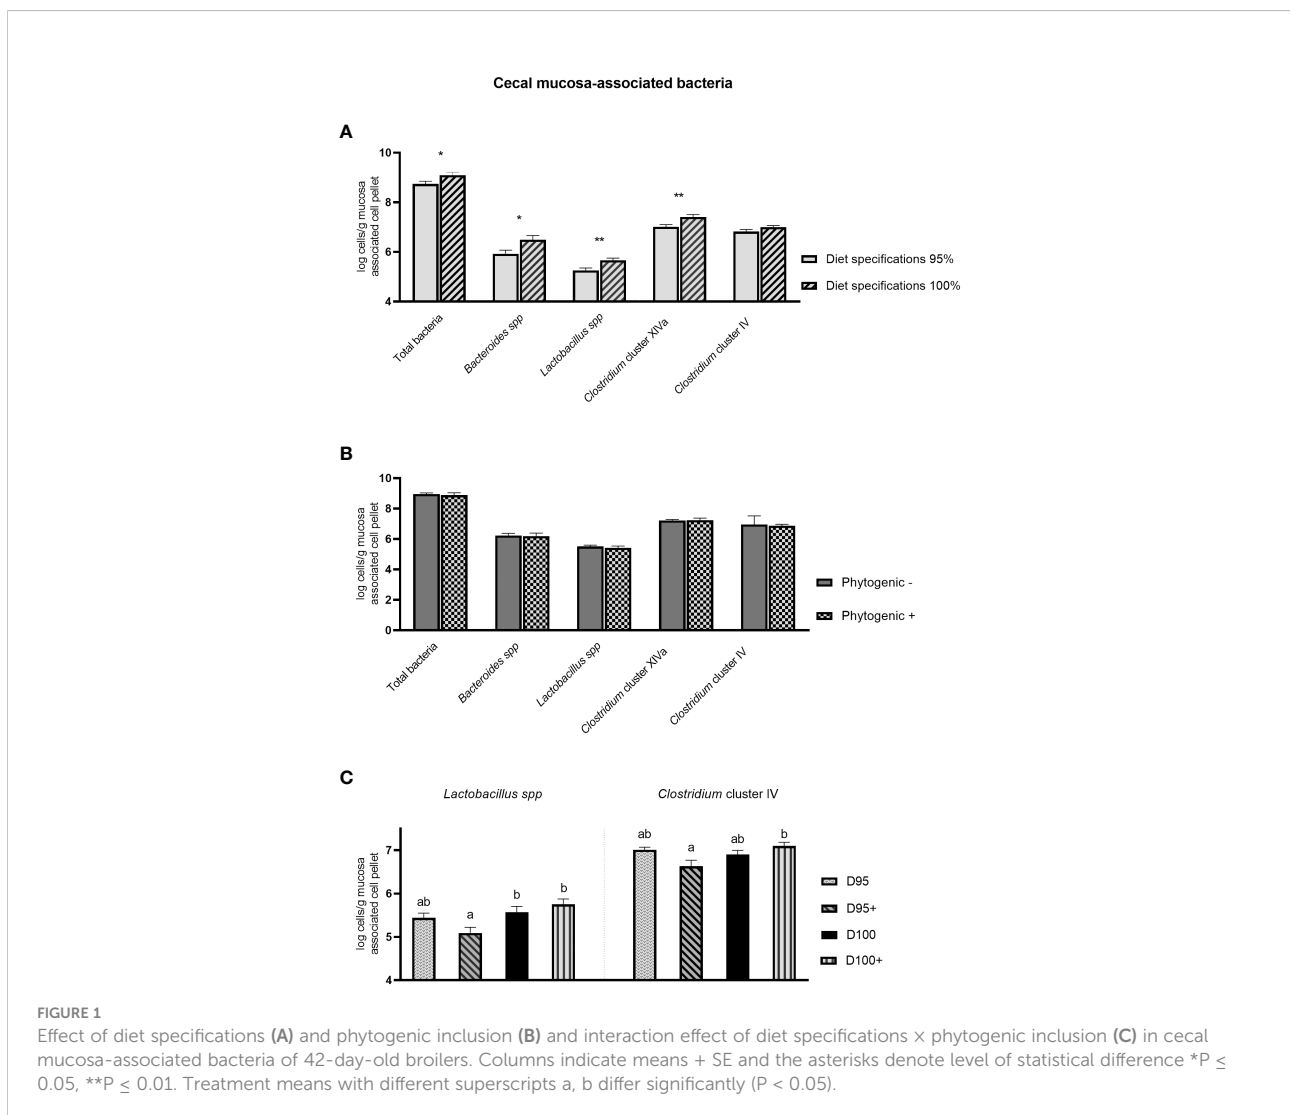 Cecal mucosa-associated bacteria
A
log cells/g mucosa
associated cell pellet
10
8
6
4
*
*
**
**
Total bacteria
Bacteroides spp
Lactobacillus spp
Clostridium cluster XIVa
Clostridium cluster IV
Diet specifications 95%
Diet specifications 100%
B
log cells/g mucosa
associated cell pellet
10
8
6
4
2
0
Total bacteria
Bacteroides spp
Lactobacillus spp
Clostridium cluster XIVa
Clostridium cluster IV
Phytogenic -
Phytogenic +
C
Lactobacillus spp
Clostridium cluster IV
log cells/g mucosa
associated cell pellet
7
6
5
4
ab
a
b
b
ab
a
ab
b
D95
D95+
D100
D100+
FIGURE 1
Effect of diet specifications (A) and phytogenic inclusion (B) and interaction effect of diet specifications × phytogenic inclusion (C) in cecal
mucosa-associated bacteria of 42-day-old broilers. Columns indicate means + SE and the asterisks denote level of statistical difference *P ≤
0.05, **P ≤ 0.01. Treatment means with different superscripts a, b differ significantly (P < 0.05).